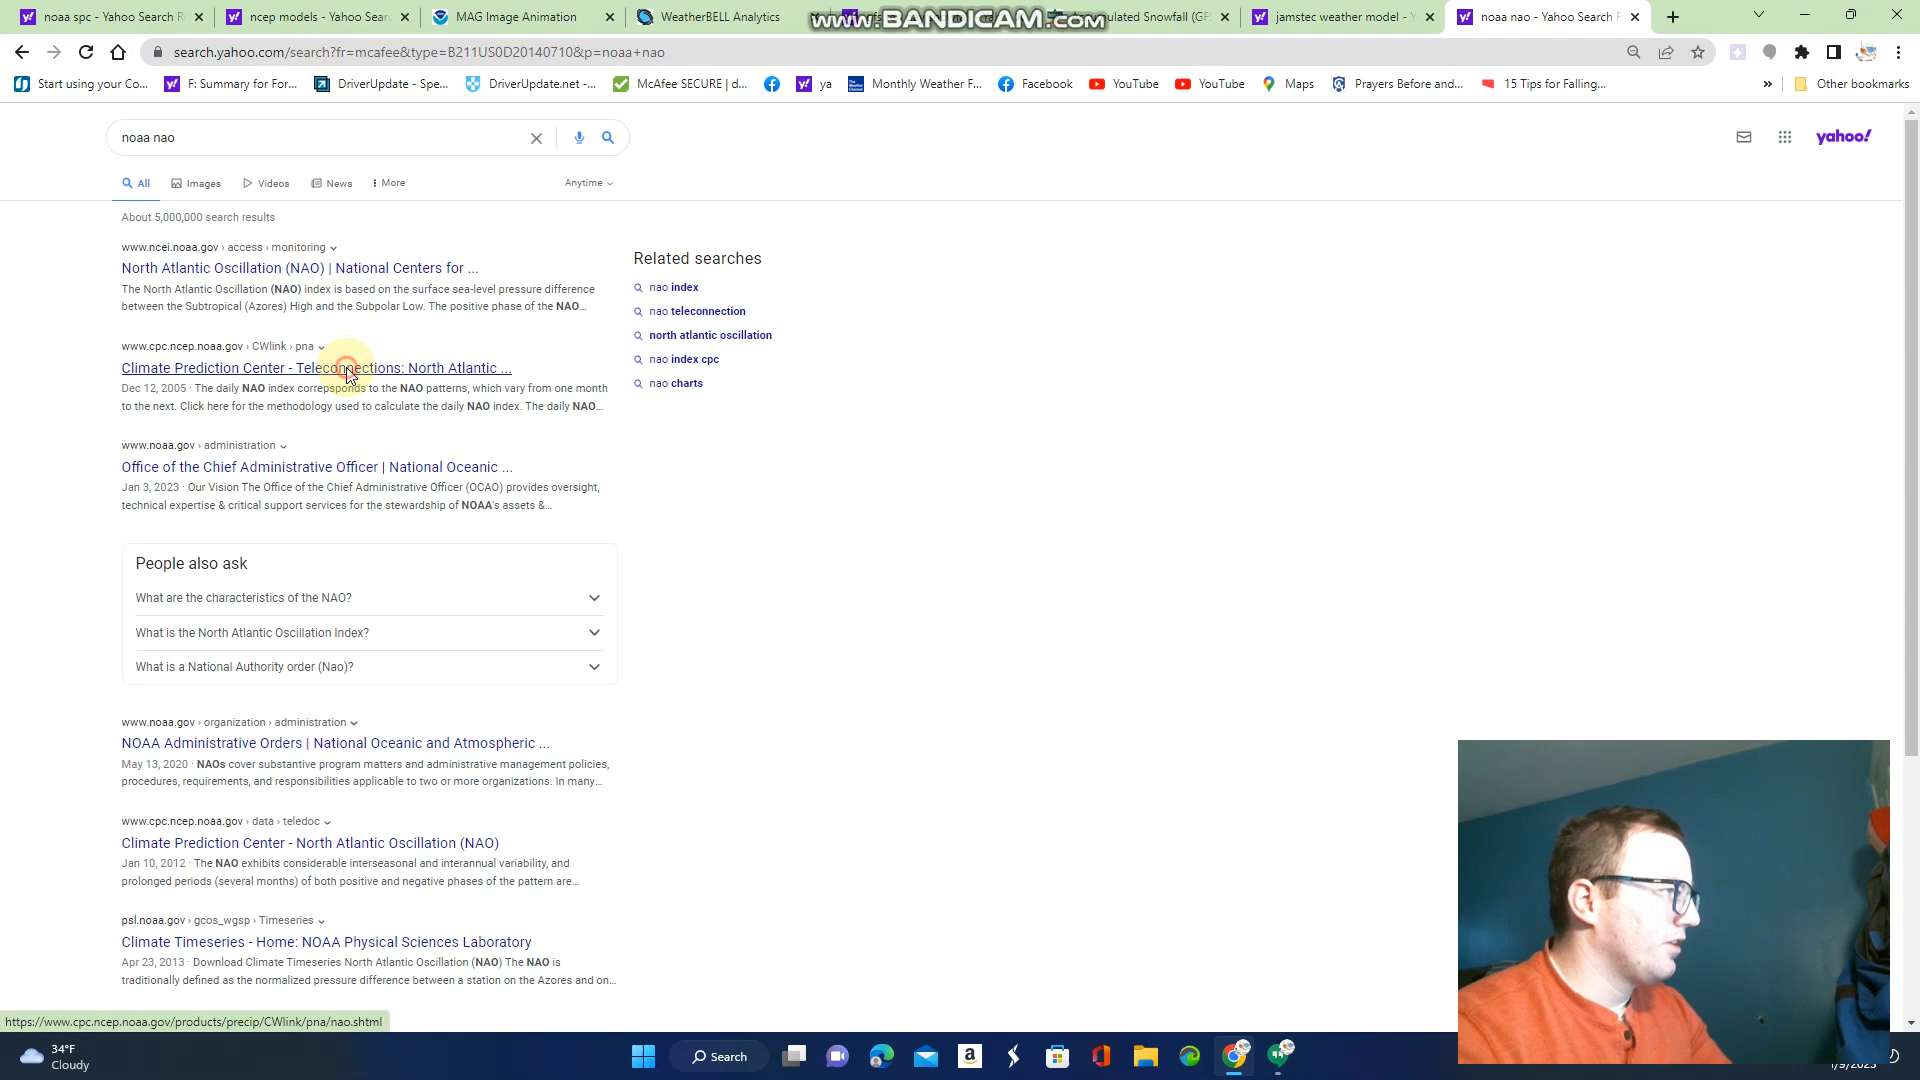 noaa spc - Yahoo Search R
ncep models - Yahoo Searc
MAG Image Animation
WeatherBELL Analytics
www.BANDICAM.com
umulated Snowfall (GF
jamstec weather model - Y
noaa nao - Yahoo Search F
search.yahoo.com/search?fr=mcafee&type=B211US0D20140710&p=noaa+nao
Start using your Co...
F: Summary for For...
DriverUpdate - Spe...
DriverUpdate.net -...
McAfee SECURE | d...
ya
Monthly Weather F...
Facebook
YouTube
YouTube
Maps
Prayers Before and...
15 Tips for Falling...
»
Other bookmarks
noaa nao
yahoo!
All
Images
Videos
News
More
Anytime
About 5,000,000 search results
www.ncei.noaa.gov › access › monitoring
North Atlantic Oscillation (NAO) | National Centers for ...
The North Atlantic Oscillation (NAO) index is based on the surface sea-level pressure difference
between the Subtropical (Azores) High and the Subpolar Low. The positive phase of the NAO...
Related searches
nao index
nao teleconnection
north atlantic oscillation
nao index cpc
nao charts
www.cpc.ncep.noaa.gov › CWlink › pna
Climate Prediction Center - Teleconnections: North Atlantic ...
Dec 12, 2005 · The daily NAO index correpsponds to the NAO patterns, which vary from one month
to the next. Click here for the methodology used to calculate the daily NAO index. The daily NAO...
www.noaa.gov › administration
Office of the Chief Administrative Officer | National Oceanic ...
Jan 3, 2023 · Our Vision The Office of the Chief Administrative Officer (OCAO) provides oversight,
technical expertise & critical support services for the stewardship of NOAA's assets &...
People also ask
What are the characteristics of the NAO?
What is the North Atlantic Oscillation Index?
What is a National Authority order (Nao)?
www.noaa.gov › organization › administration
NOAA Administrative Orders | National Oceanic and Atmospheric ...
May 13, 2020 · NAOs cover substantive program matters and administrative management policies,
procedures, requirements, and responsibilities applicable to two or more organizations. In many...
www.cpc.ncep.noaa.gov › data › teledoc
Climate Prediction Center - North Atlantic Oscillation (NAO)
Jan 10, 2012 · The NAO exhibits considerable interseasonal and interannual variability, and
prolonged periods (several months) of both positive and negative phases of the pattern are...
psl.noaa.gov › gcos_wgsp › Timeseries
Climate Timeseries - Home: NOAA Physical Sciences Laboratory
Apr 23, 2013 · Download Climate Timeseries North Atlantic Oscillation (NAO) The NAO is
traditionally defined as the normalized pressure difference between a station on the Azores and on...
https://www.cpc.ncep.noaa.gov/products/precip/CWlink/pna/nao.shtml
34°F
Cloudy
Search
1/9/2023